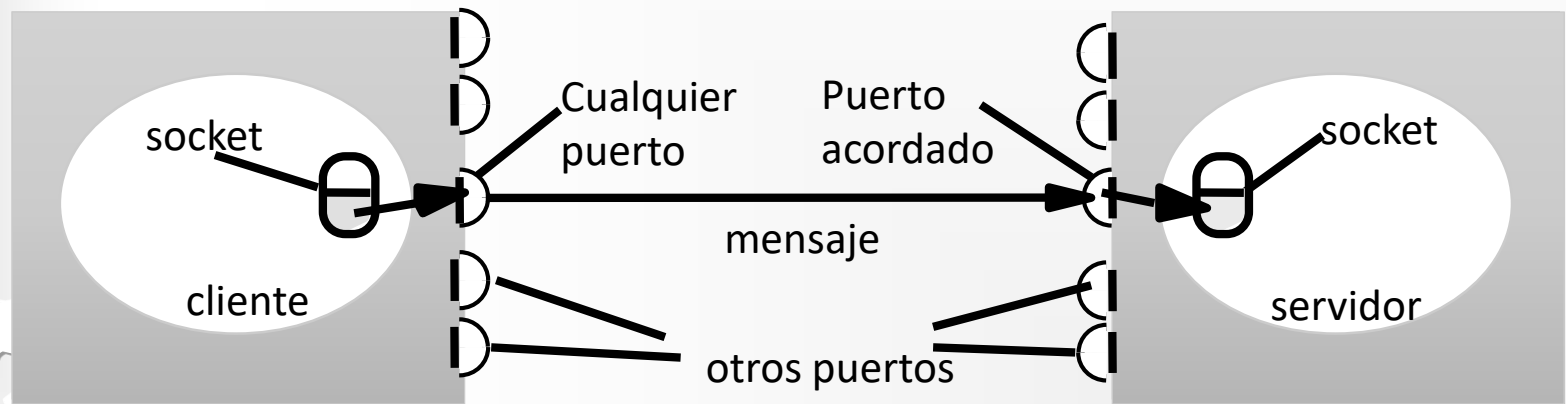 Cualquier
puerto
Puerto
acordado
socket
socket
mensaje
cliente
servidor
otros puertos